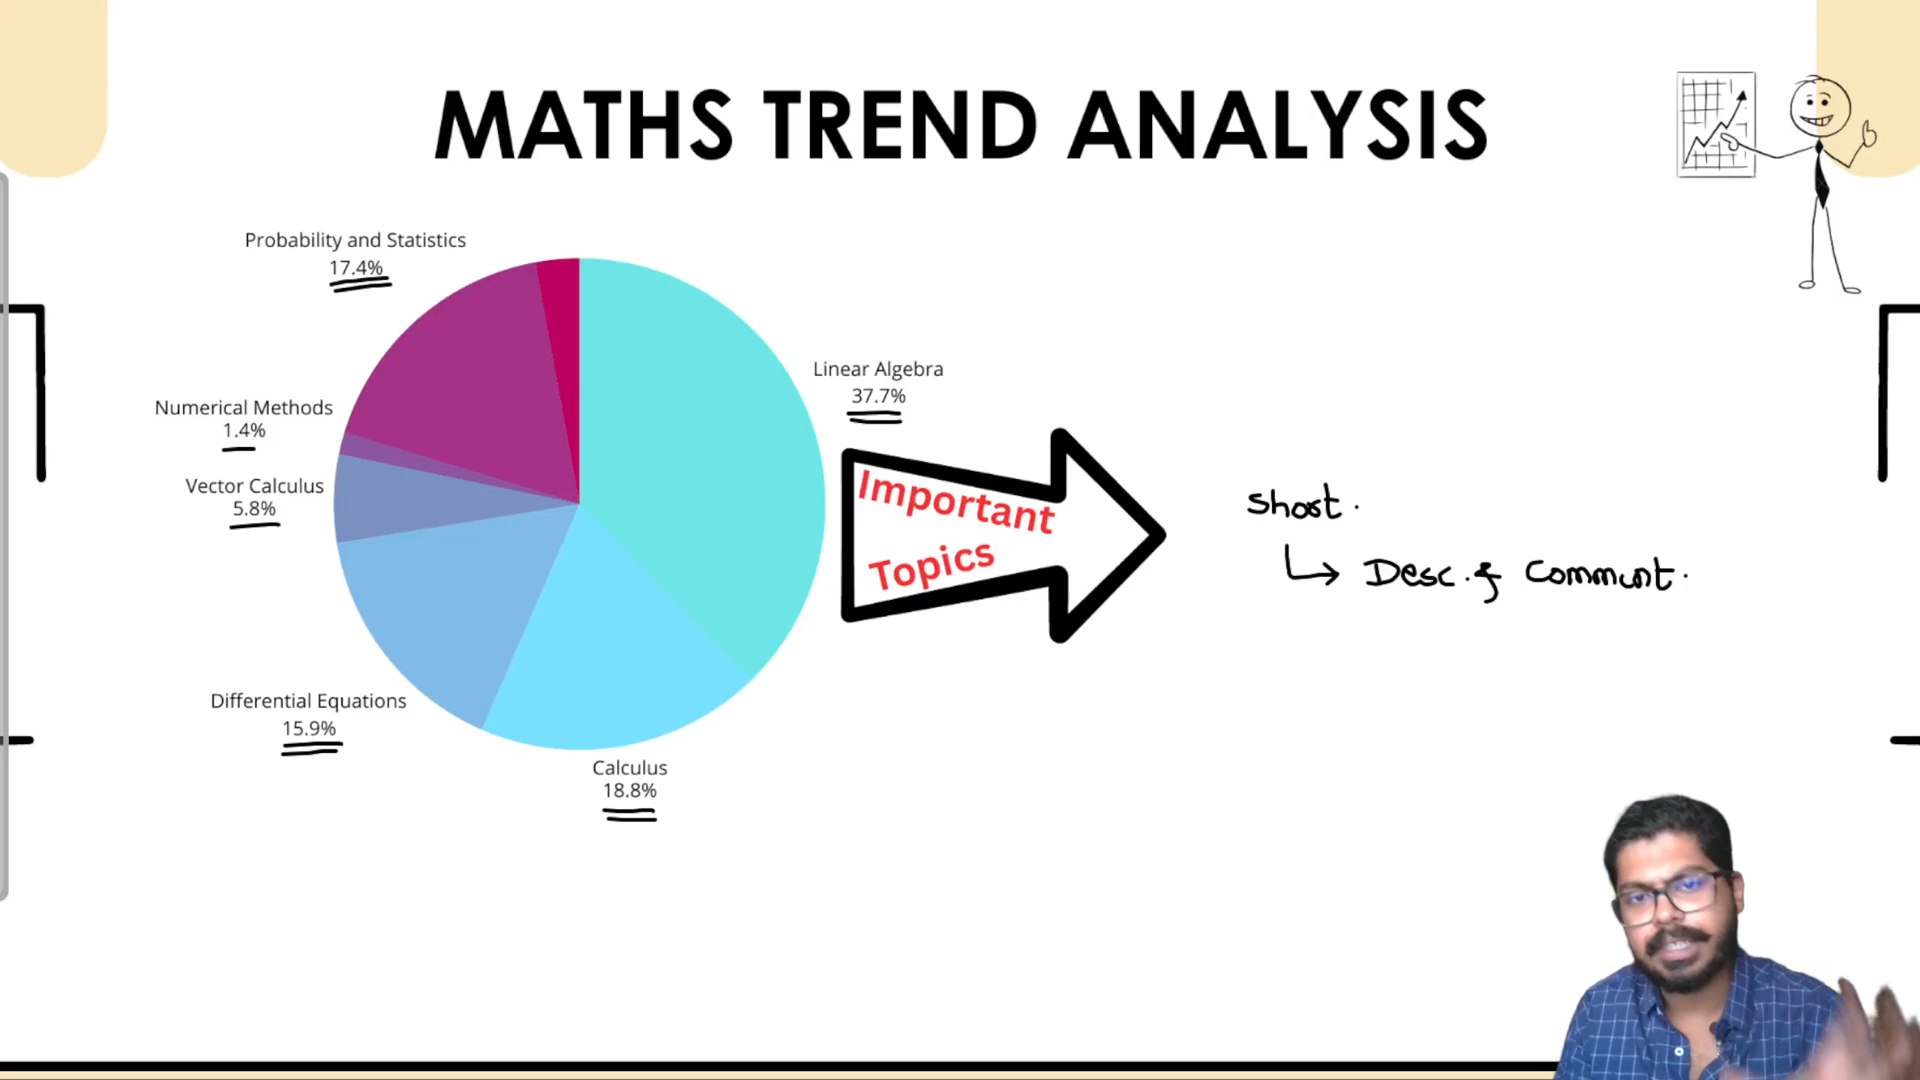 MATHS TREND ANALYSIS
Probability and Statistics
17.4%
Linear Algebra
37.7%
Numerical Methods
1.4%
Vector Calculus
5.8%
Important
Topics
Short.
Desc. & Comment.
Differential Equations
15.9%
Calculus
18.8%